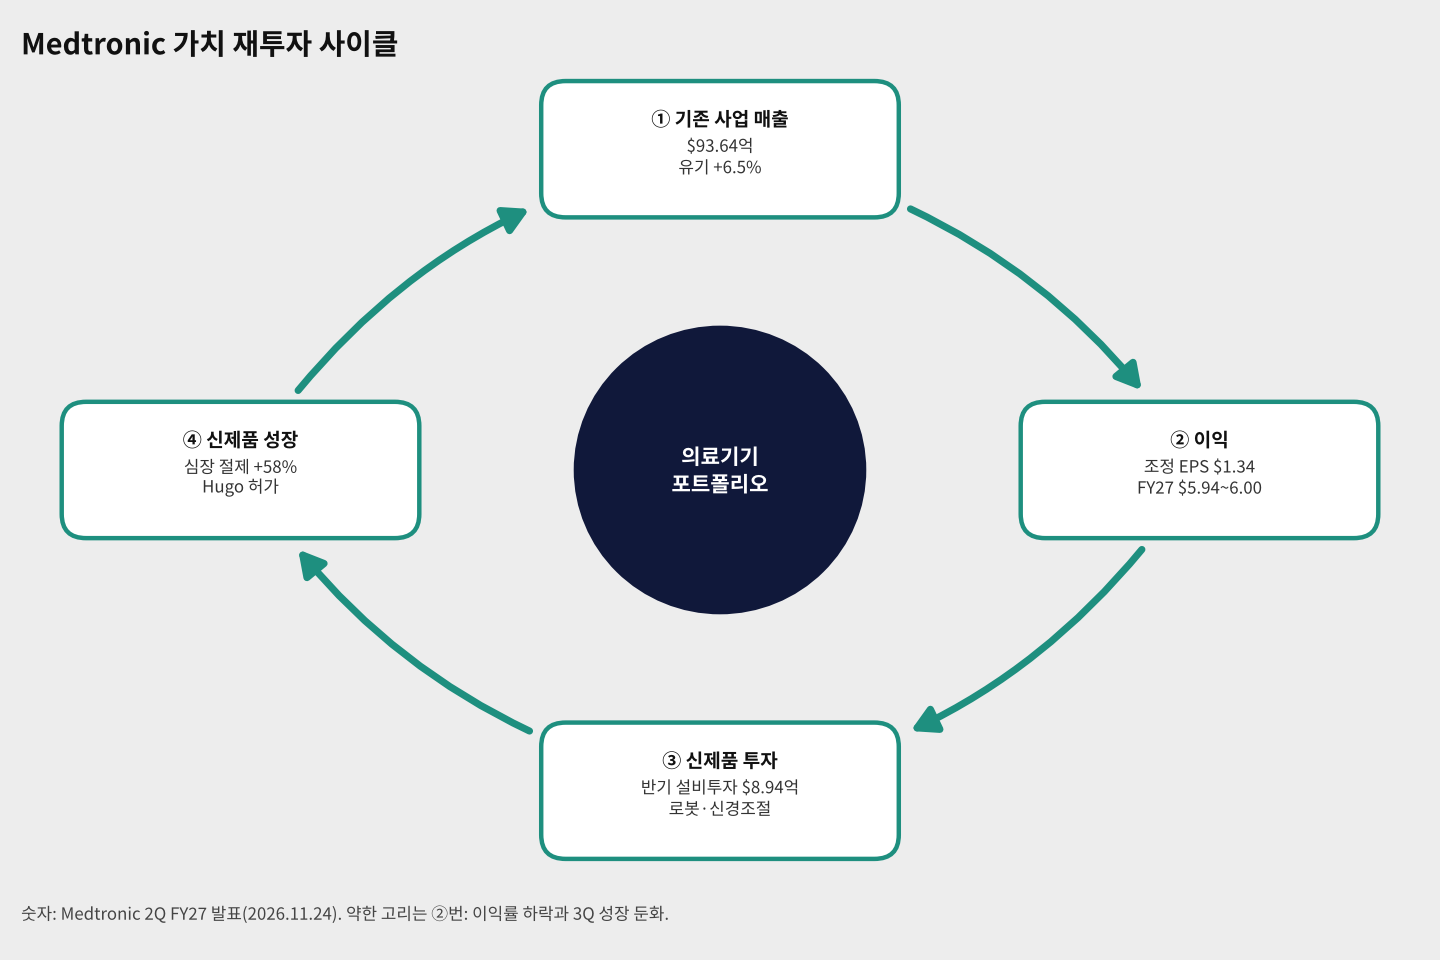 Medtronic 가치 재투자 사이클
① 기존 사업 매출
$93.64억
유기 +6.5%
④ 신제품 성장
심장 절제 +58%
Hugo 허가
의료기기
포트폴리오
② 이익
조정 EPS $1.34
FY27 $5.94~6.00
③ 신제품 투자
반기 설비투자 $8.94억
로봇·신경조절
숫자: Medtronic 2Q FY27 발표(2026.11.24). 약한 고리는 ②번: 이익률 하락과 3Q 성장 둔화.